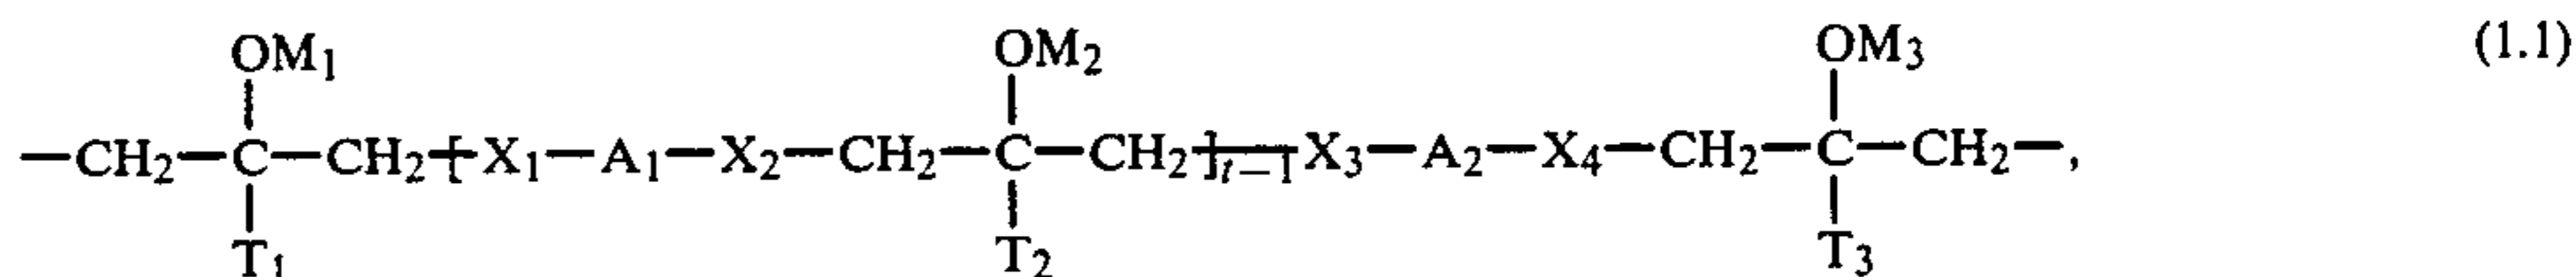 OM₁ OM₂ OM₃ (1.1)
—CH₂—C—CH₂—[X₁—A₁—X₂—CH₂—C—CH₂]ₜ₋₁—X₃—A₂—X₄—CH₂—C—CH₂—,
T₁ T₂ T₃